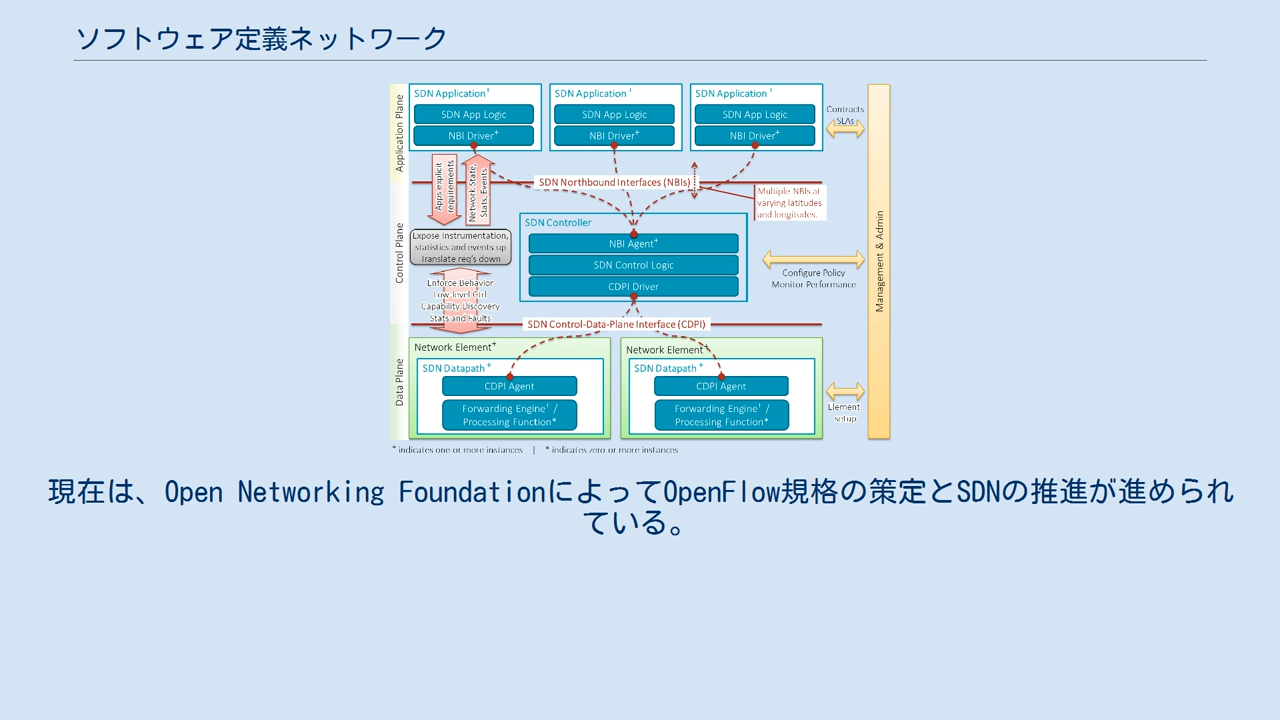 ソフトウェア定義ネットワーク
Application Plane
SDN Application⁺
SDN App Logic
NBI Driver⁺
SDN Application⁺
SDN App Logic
NBI Driver⁺
SDN Application⁺
SDN App Logic
NBI Driver⁺
Contracts
SLAs
Apps explicit
requirements
Network State,
Stats, Events
SDN Northbound Interfaces (NBIs)
Multiple NBIs at
varying latitudes
and longitudes.
Control Plane
Expose Instrumentation,
statistics and events up
Translate req's down
SDN Controller
NBI Agent⁺
SDN Control Logic
CDPI Driver
Configure Policy
Monitor Performance
Management & Admin
Enforce Behavior
Low-level Ctrl
Capability Discovery
Stats and Faults
SDN Control-Data-Plane Interface (CDPI)
Data Plane
Network Element⁺
SDN Datapath⁺
CDPI Agent
Forwarding Engine⁺ /
Processing Function*
Network Element⁺
SDN Datapath⁺
CDPI Agent
Forwarding Engine⁺ /
Processing Function*
Element
setup
⁺ indicates one or more instances | * indicates zero or more instances
現在は、Open Networking FoundationによってOpenFlow規格の策定とSDNの推進が進められ
ている。